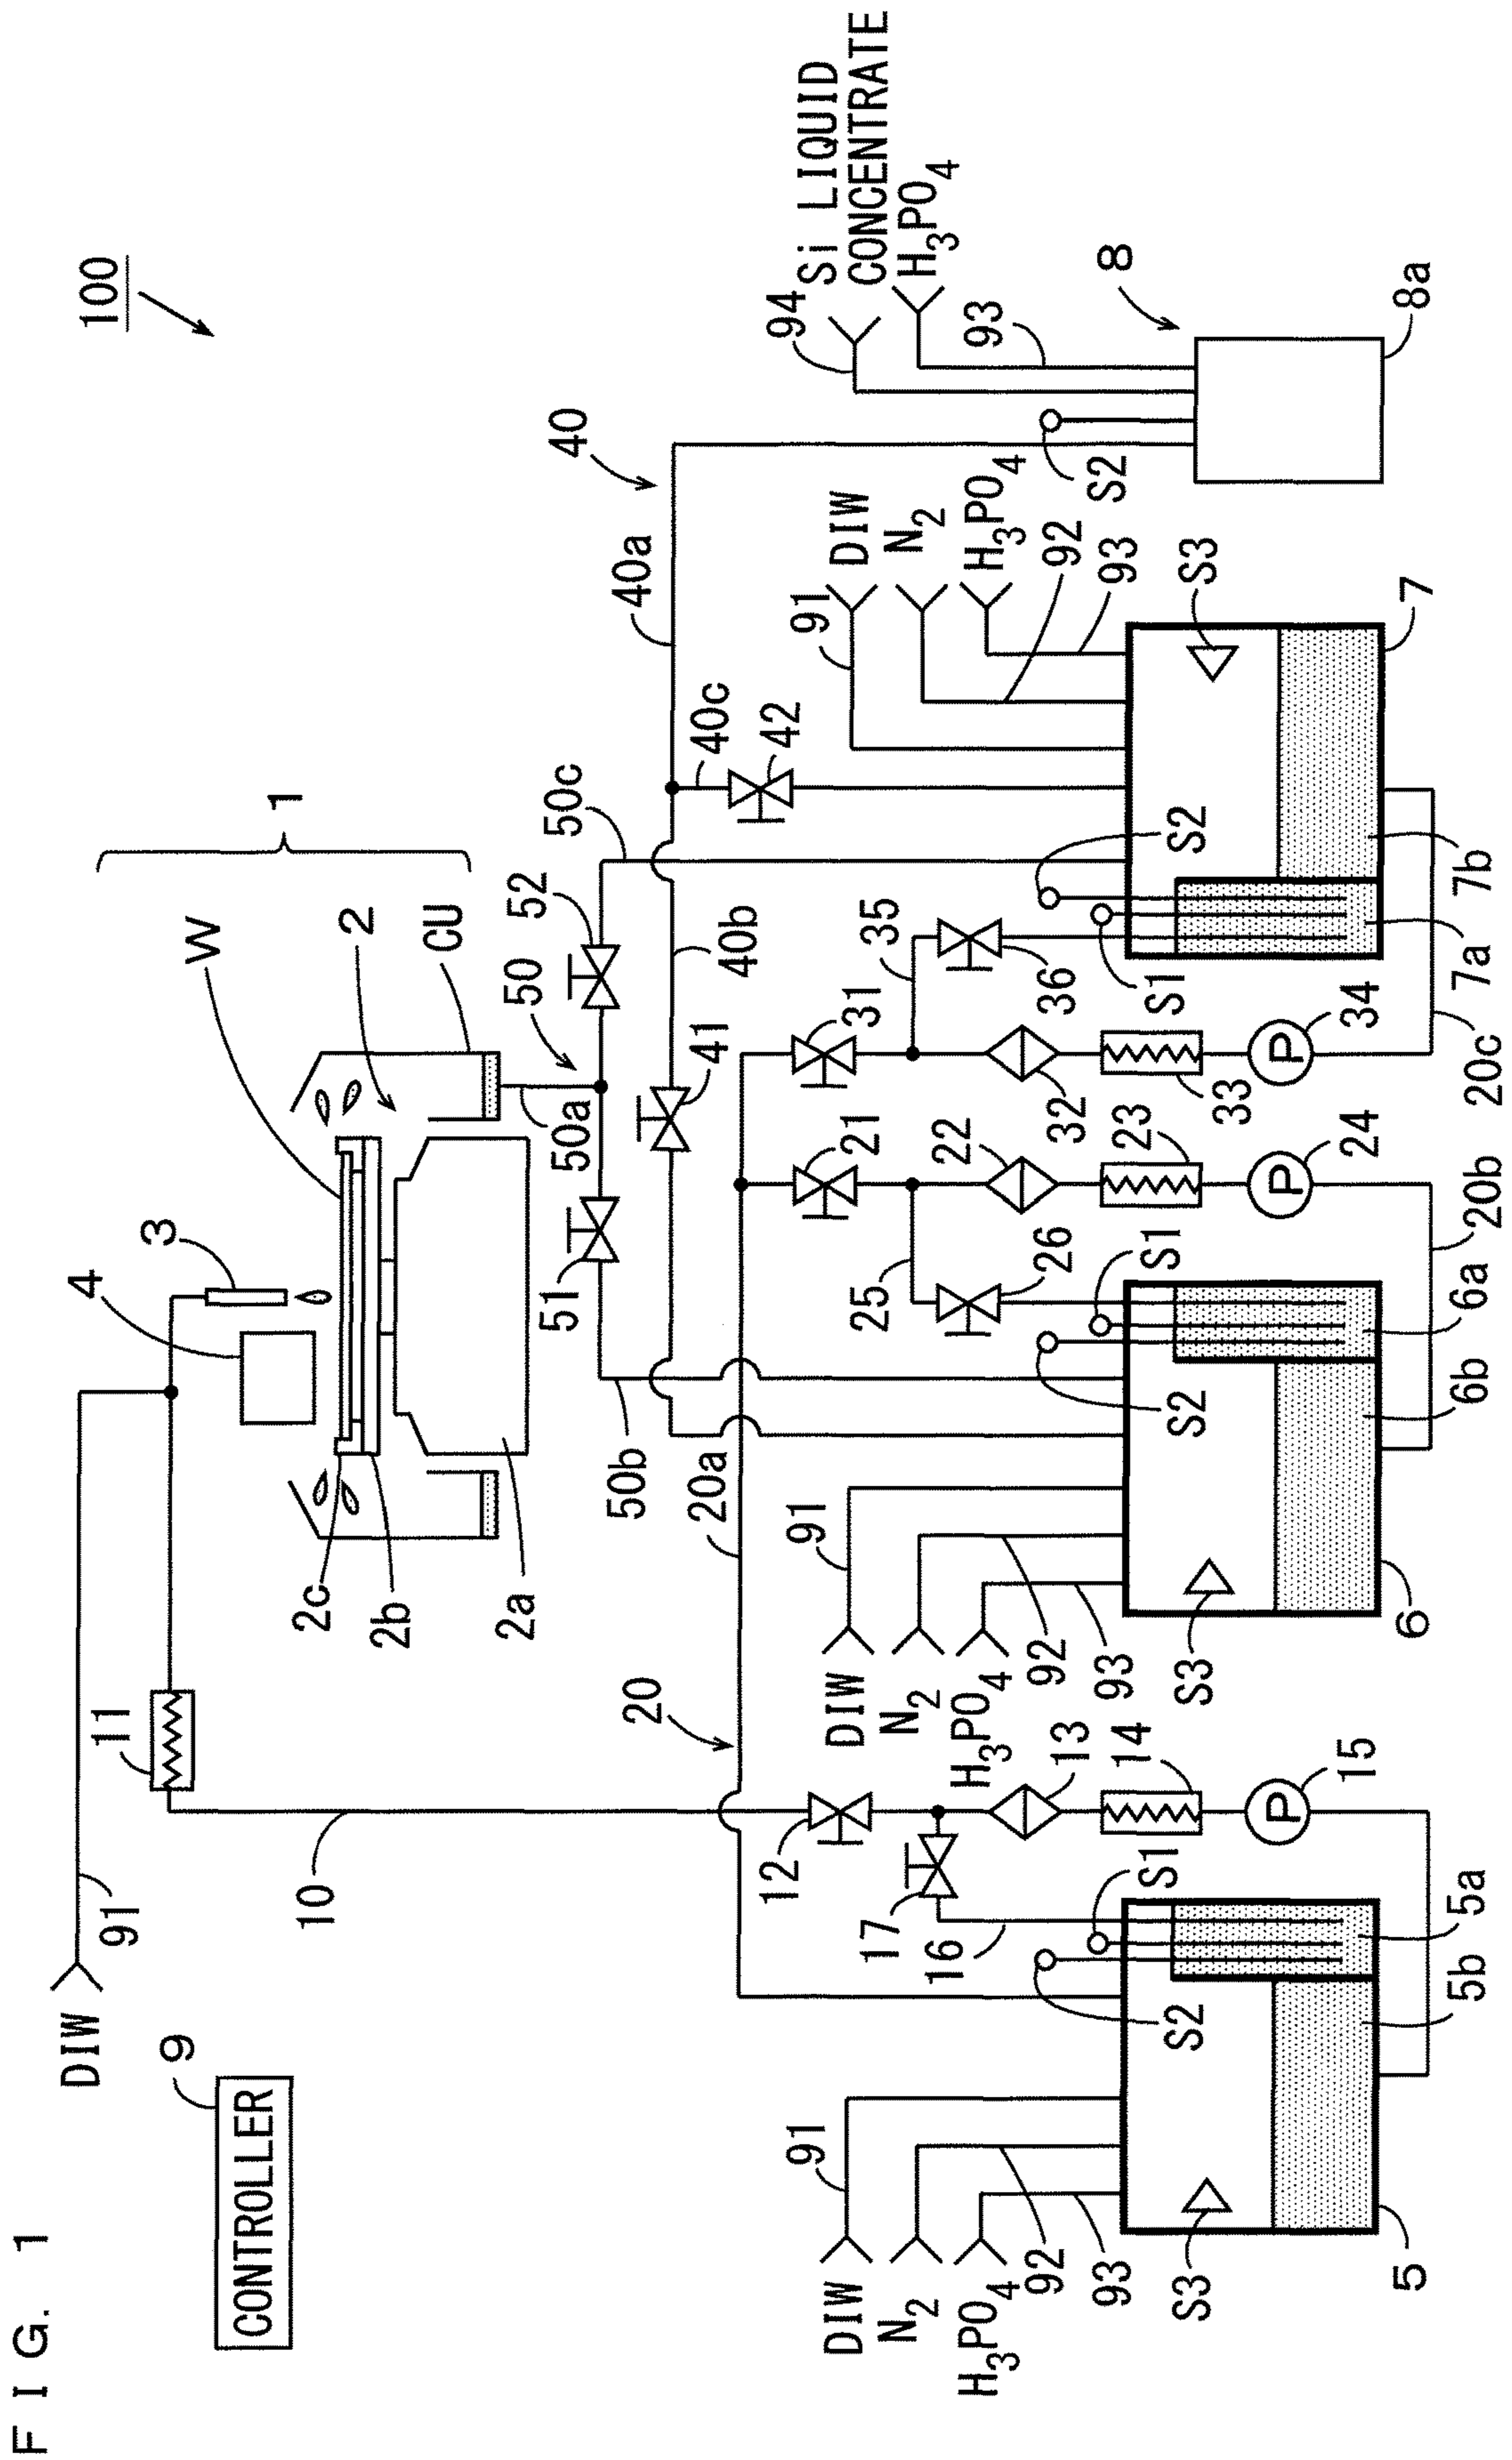 FIG. 1
100
CONTROLLER
9
DIW
91
11
10
4
3
W
2
CU
1
2c
2b
2a
50a
50
51
52
50b
50c
40
40a
40b
40c
41
42
94
Si LIQUID
CONCENTRATE
H3PO4
93
8
8a
S2
20
20a
12
13
14
15
16
17
21
22
23
24
25
26
20b
31
32
33
34
35
36
20c
DIW
91
N2
92
H3PO4
93
S3
S2
S1
5a
5b
5
DIW
91
N2
92
H3PO4
93
S3
S2
S1
6a
6b
6
DIW
91
N2
92
H3PO4
93
S3
S2
S1
7a
7b
7
P
P
P